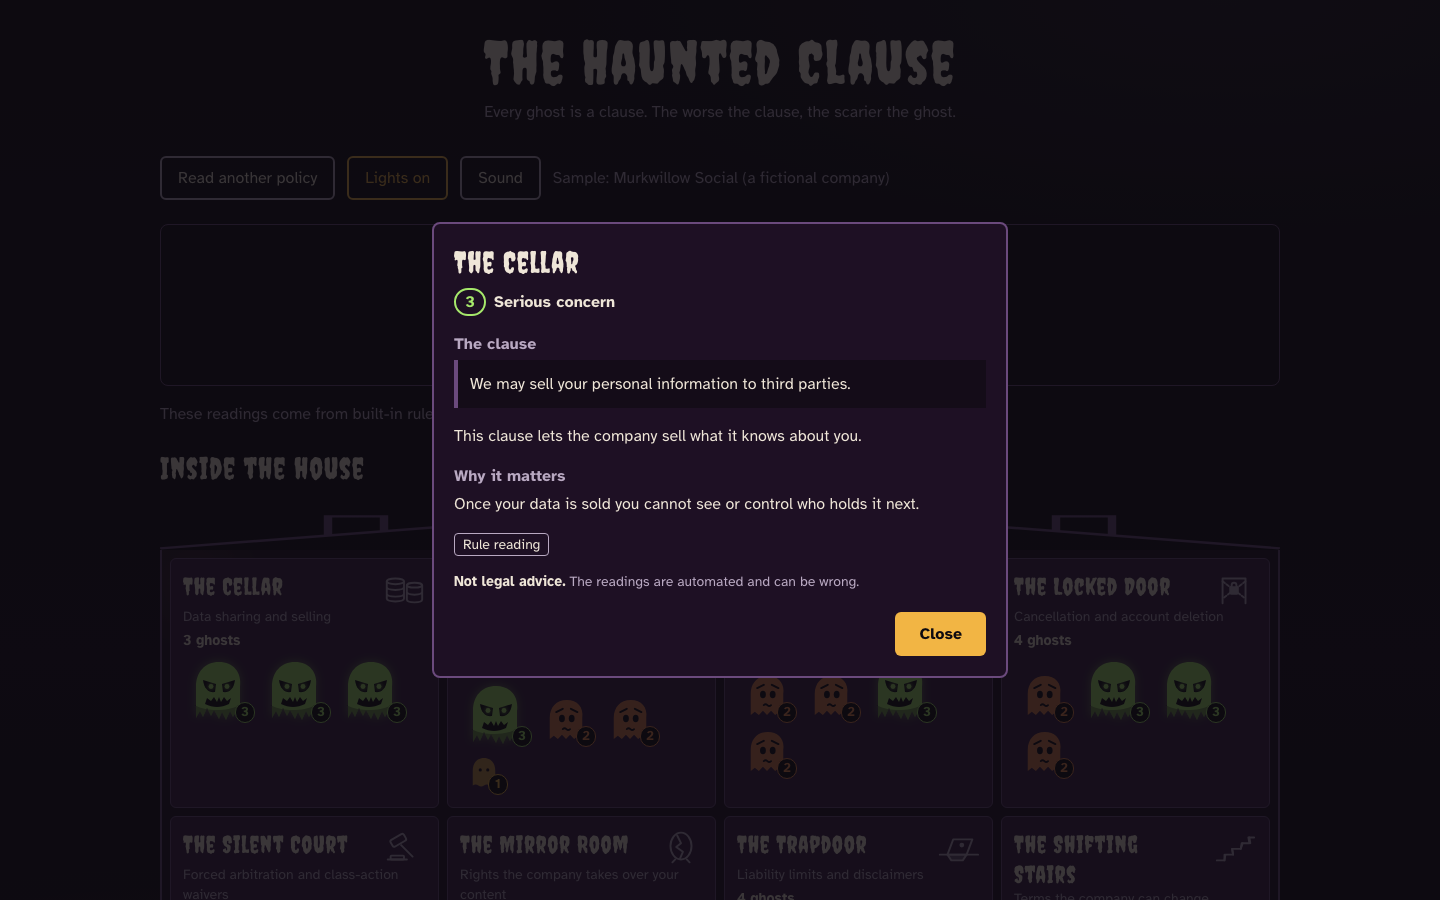 THE HAUNTED CLAUSE
Every ghost is a clause. The worse the clause, the scarier the ghost.
Read another policy
Lights on
Sound
Sample: Murkwillow Social (a fictional company)
THE CELLAR
3 Serious concern
The clause
We may sell your personal information to third parties.
This clause lets the company sell what it knows about you.
Why it matters
Once your data is sold you cannot see or control who holds it next.
Rule reading
Not legal advice. The readings are automated and can be wrong.
Close
These readings come from built-in rule
INSIDE THE HOUSE
THE CELLAR
Data sharing and selling
3 ghosts
3
3
3
3
2
2
1
2
2
3
2
THE LOCKED DOOR
Cancellation and account deletion
4 ghosts
2
3
3
2
THE SILENT COURT
Forced arbitration and class-action
waivers
THE MIRROR ROOM
Rights the company takes over your
content
THE TRAPDOOR
Liability limits and disclaimers
4 ghosts
THE SHIFTING
STAIRS
Terms the company can change